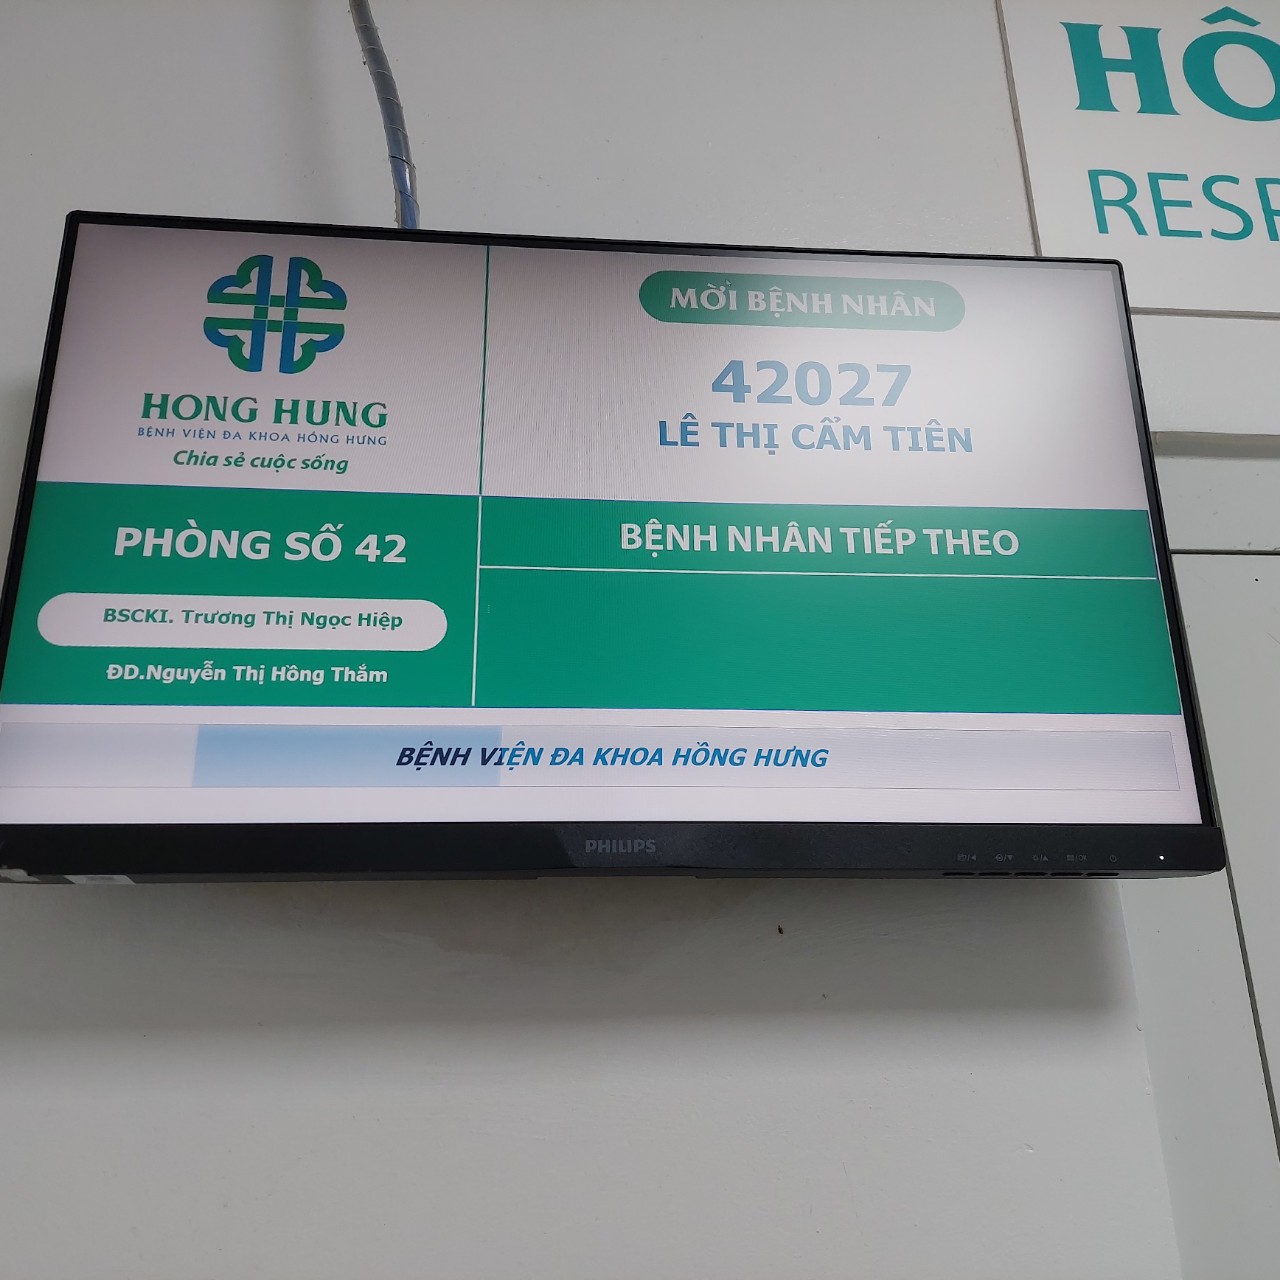 HÔ
RESP
HONG HUNG
BỆNH VIỆN ĐA KHOA HỒNG HƯNG
Chia sẻ cuộc sống
MỜI BỆNH NHÂN
42027
LÊ THỊ CẨM TIÊN
PHÒNG SỐ 42
BSCKI. Trương Thị Ngọc Hiệp
ĐD.Nguyễn Thị Hồng Thắm
BỆNH NHÂN TIẾP THEO
BỆNH VIỆN ĐA KHOA HỒNG HƯNG
PHILIPS